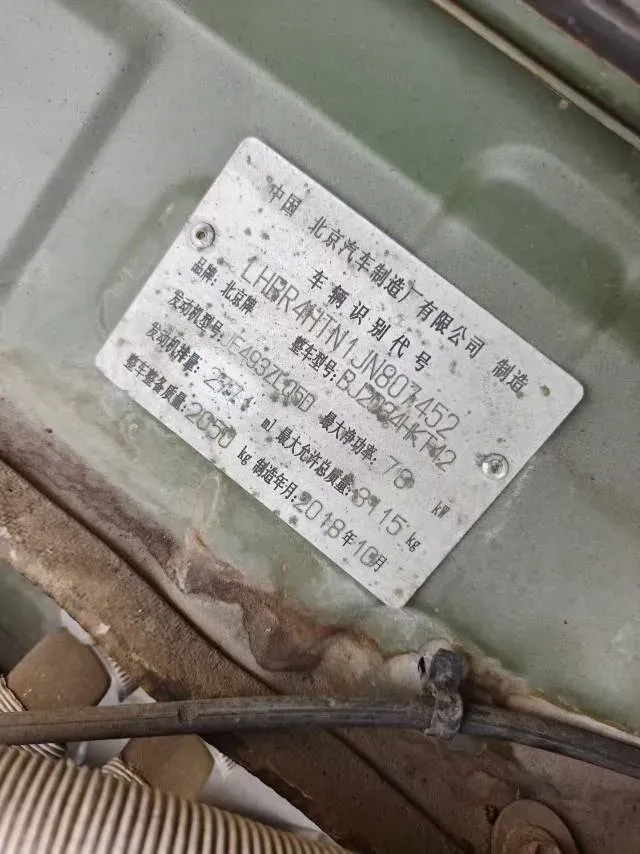 中国 北京汽车制造厂有限公司 制造
车辆识别代号
LHBR4HTN1JN807452
品牌：北京牌 整车型号：BJ2034HKT42
发动机型号： 最大净功率：78 kW
发动机排量：2771 ml 最大允许总质量：3115 kg
整车整备质量：2050 kg 制造年月：2018年10月